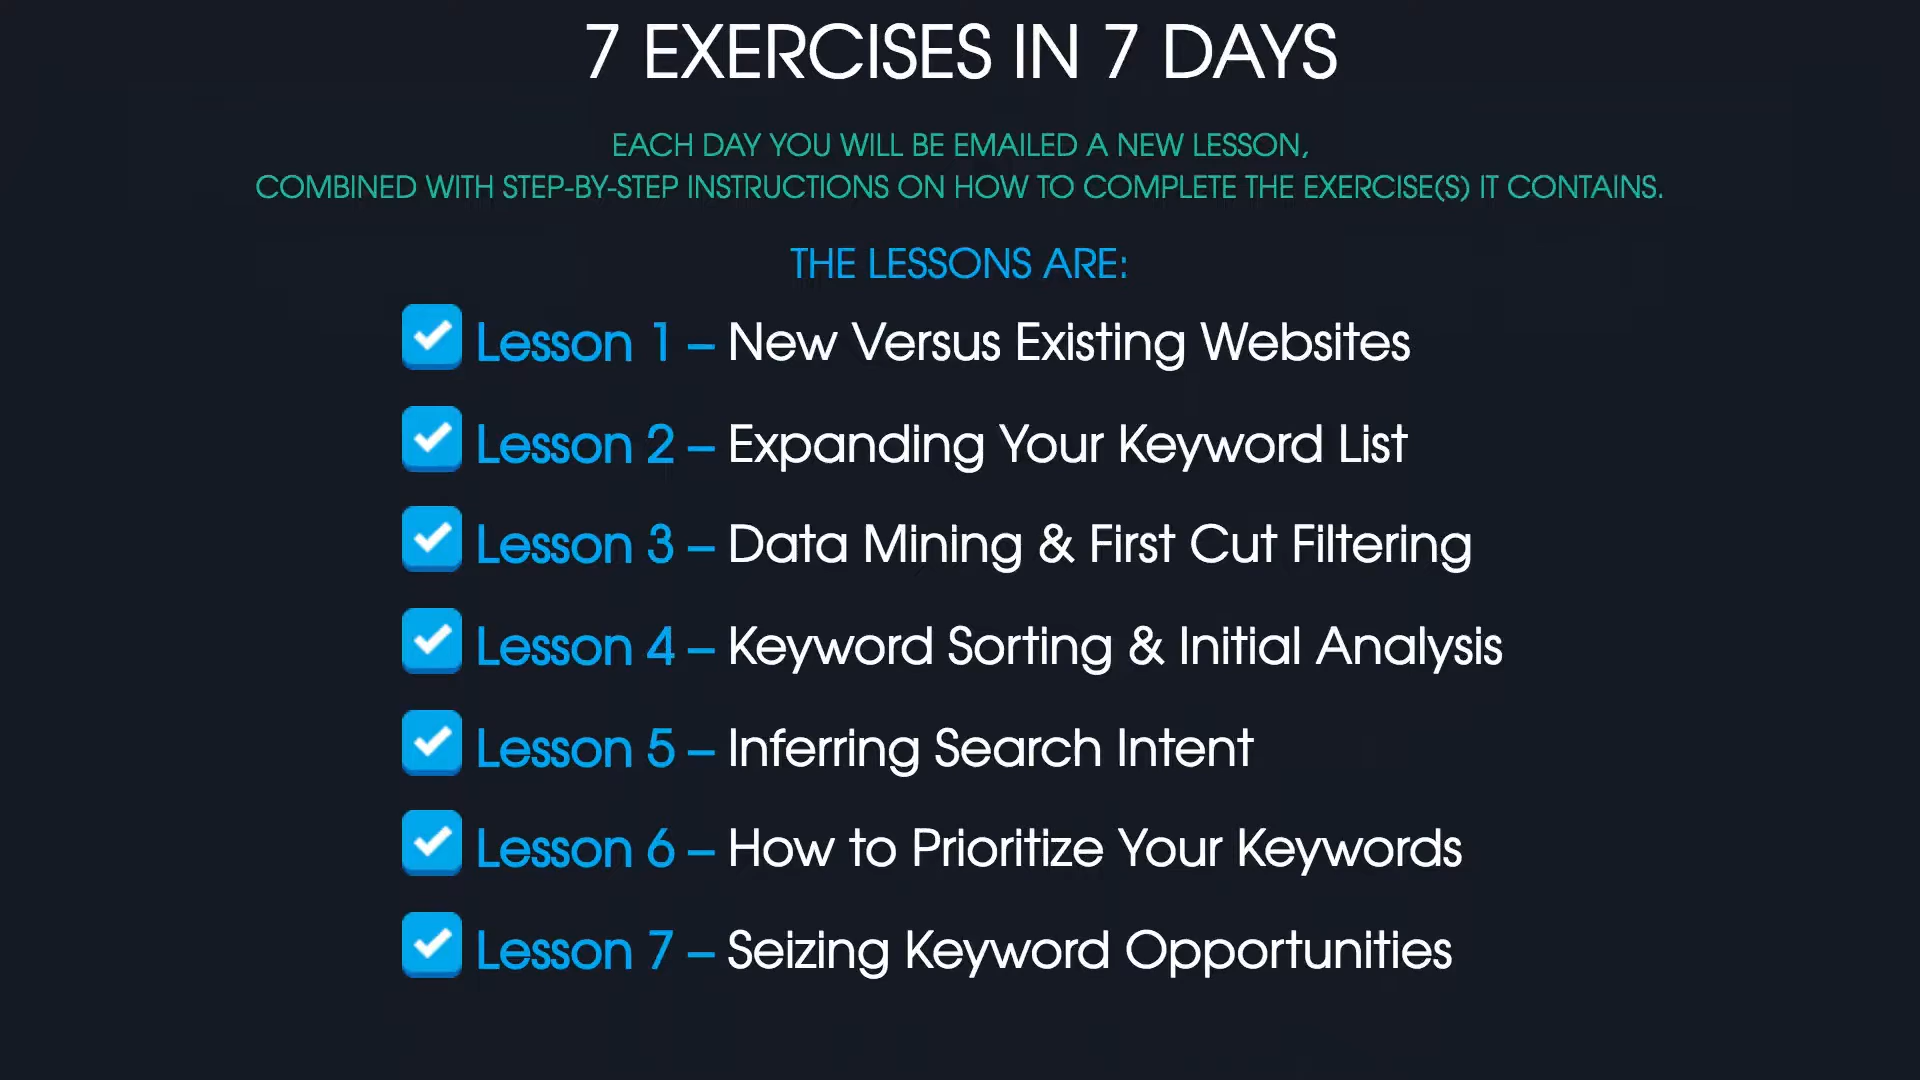 7 EXERCISES IN 7 DAYS
EACH DAY YOU WILL BE EMAILED A NEW LESSON,
COMBINED WITH STEP-BY-STEP INSTRUCTIONS ON HOW TO COMPLETE THE EXERCISE(S) IT CONTAINS.
THE LESSONS ARE:
Lesson 1 – New Versus Existing Websites
Lesson 2 – Expanding Your Keyword List
Lesson 3 – Data Mining & First Cut Filtering
Lesson 4 – Keyword Sorting & Initial Analysis
Lesson 5 – Inferring Search Intent
Lesson 6 – How to Prioritize Your Keywords
Lesson 7 – Seizing Keyword Opportunities